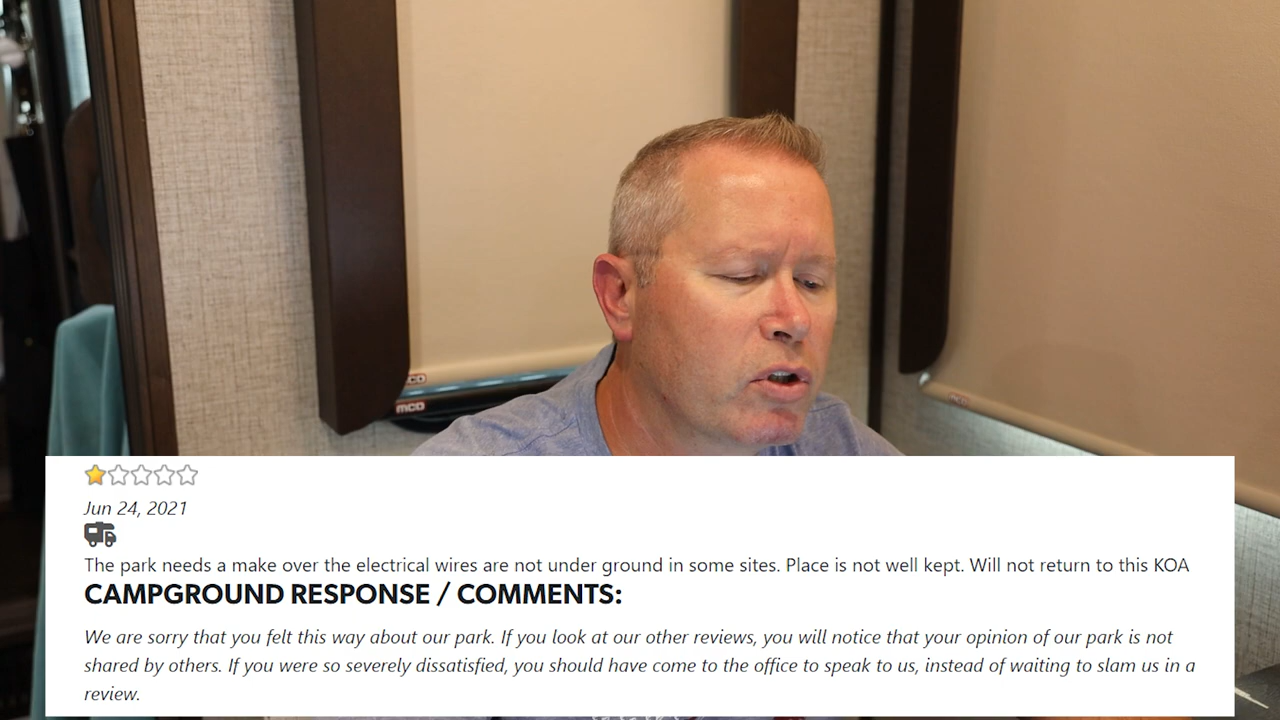 CD
MCD
MCD
Jun 24, 2021
The park needs a make over the electrical wires are not under ground in some sites. Place is not well kept. Will not return to this KOA
CAMPGROUND RESPONSE / COMMENTS:
We are sorry that you felt this way about our park. If you look at our other reviews, you will notice that your opinion of our park is not
shared by others. If you were so severely dissatisfied, you should have come to the office to speak to us, instead of waiting to slam us in a
review.